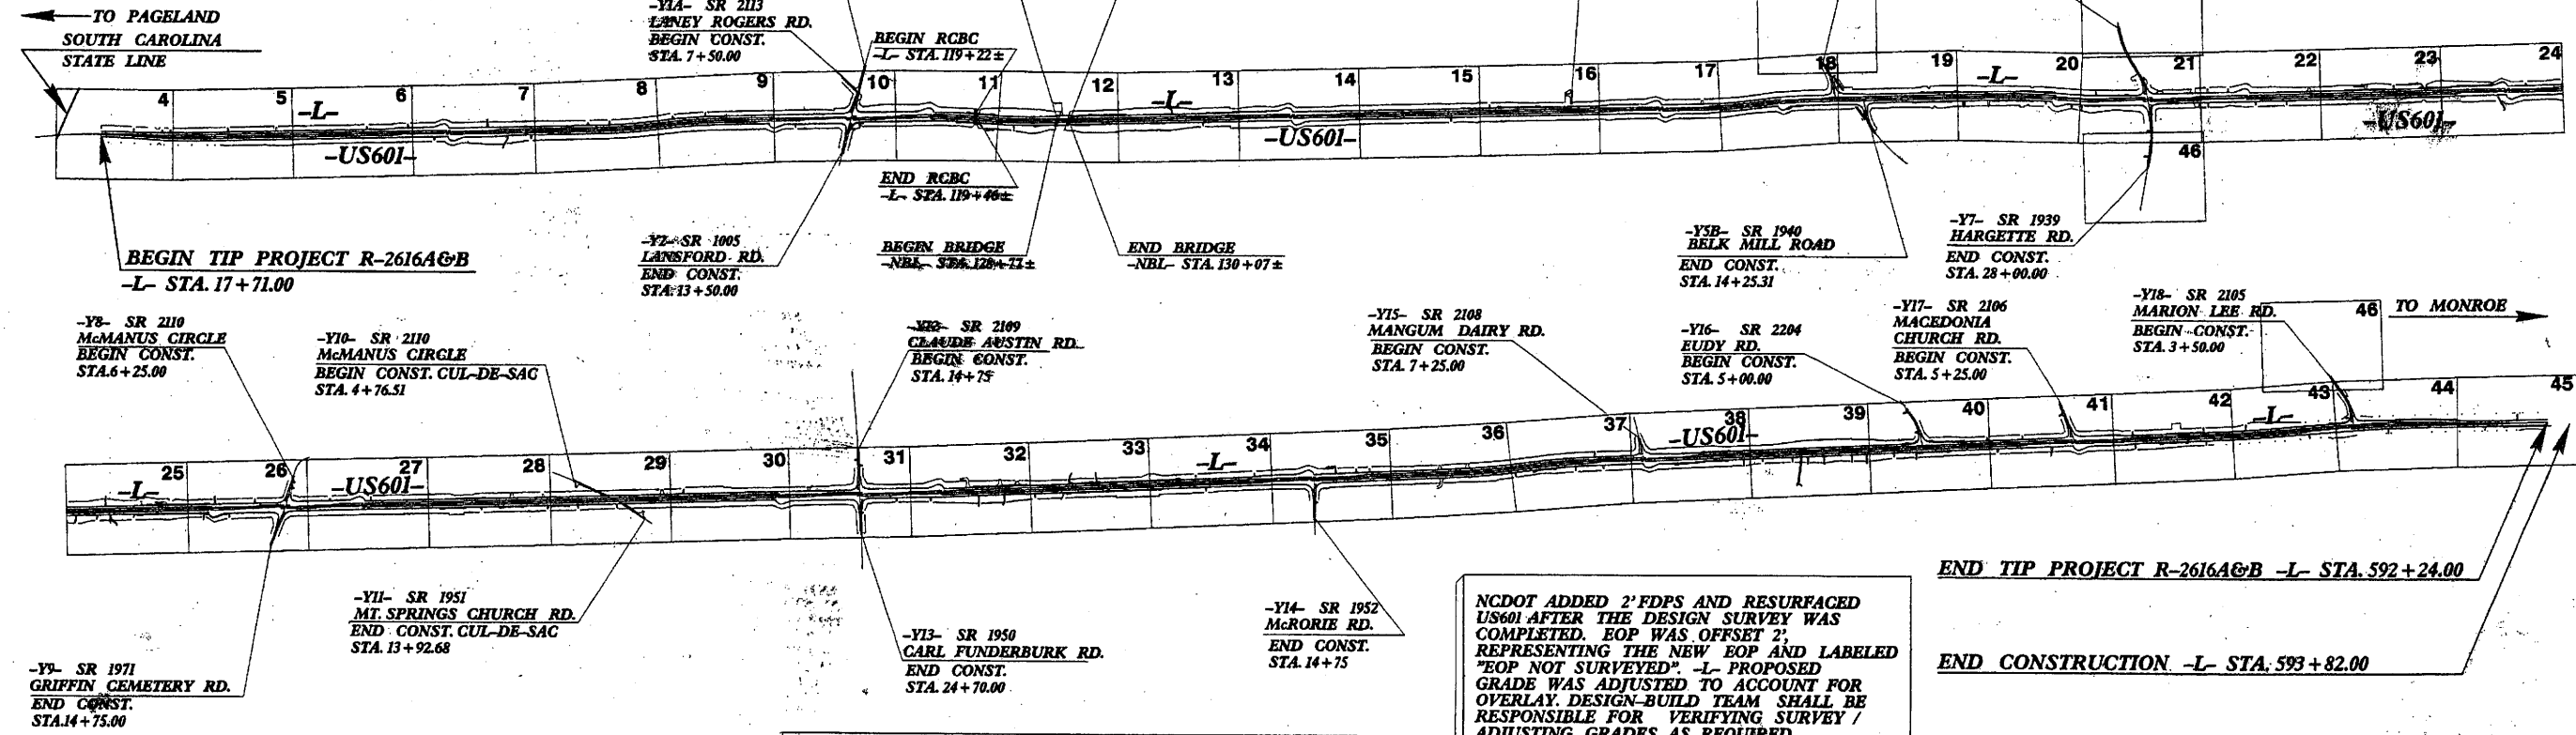 TO PAGELAND
SOUTH CAROLINA
STATE LINE
-Y1A- SR 2113
LANEY ROGERS RD.
BEGIN CONST.
STA. 7+50.00
BEGIN RCBC
-L- STA. 119+22±
4
5
6
7
8
9
10
11
12
13
14
15
16
17
18
19
20
21
22
23
24
-L-
-L-
-L-
-US601-
-US601-
-US601-
46
END RCBC
-L- STA. 119+46±
BEGIN TIP PROJECT R-2616A&B
-L- STA. 17+71.00
-Y2- SR 1005
LANSFORD RD.
END CONST.
STA. 13+50.00
BEGIN BRIDGE
-NBL- STA.
END BRIDGE
-NBL- STA. 130+07±
-Y5B- SR 1940
BELK MILL ROAD
END CONST.
STA. 14+25.31
-Y7- SR 1939
HARGETTE RD.
END CONST.
STA. 28+00.00
-Y8- SR 2110
McMANUS CIRCLE
BEGIN CONST.
STA.6+25.00
-Y10- SR 2110
McMANUS CIRCLE
BEGIN CONST. CUL-DE-SAC
STA. 4+76.51
-Y12- SR 2109
CLAUDE AUSTIN RD.
BEGIN CONST.
STA. 14+75
-Y15- SR 2108
MANGUM DAIRY RD.
BEGIN CONST.
STA. 7+25.00
-Y16- SR 2204
EUDY RD.
BEGIN CONST.
STA. 5+00.00
-Y17- SR 2106
MACEDONIA
CHURCH RD.
BEGIN CONST.
STA. 5+25.00
-Y18- SR 2105
MARION LEE RD.
BEGIN CONST.
STA. 3+50.00
46
TO MONROE
25
26
27
28
29
30
31
32
33
34
35
36
37
38
39
40
41
42
43
44
45
-L-
-US601-
-L-
-US601-
-L-
-Y9- SR 1971
GRIFFIN CEMETERY RD.
END CONST.
STA.14+75.00
-Y11- SR 1951
MT. SPRINGS CHURCH RD.
END CONST. CUL-DE-SAC
STA. 13+92.68
-Y13- SR 1950
CARL FUNDERBURK RD.
END CONST.
STA. 24+70.00
-Y14- SR 1952
McRORIE RD.
END CONST.
STA. 14+75
NCDOT ADDED 2' FDPS AND RESURFACED
US601 AFTER THE DESIGN SURVEY WAS
COMPLETED. EOP WAS OFFSET 2',
REPRESENTING THE NEW EOP AND LABELED
"EOP NOT SURVEYED". -L- PROPOSED
GRADE WAS ADJUSTED TO ACCOUNT FOR
OVERLAY. DESIGN-BUILD TEAM SHALL BE
RESPONSIBLE FOR VERIFYING SURVEY /
ADJUSTING GRADES AS REQUIRED
END TIP PROJECT R-2616A&B -L- STA. 592+24.00
END CONSTRUCTION -L- STA. 593+82.00